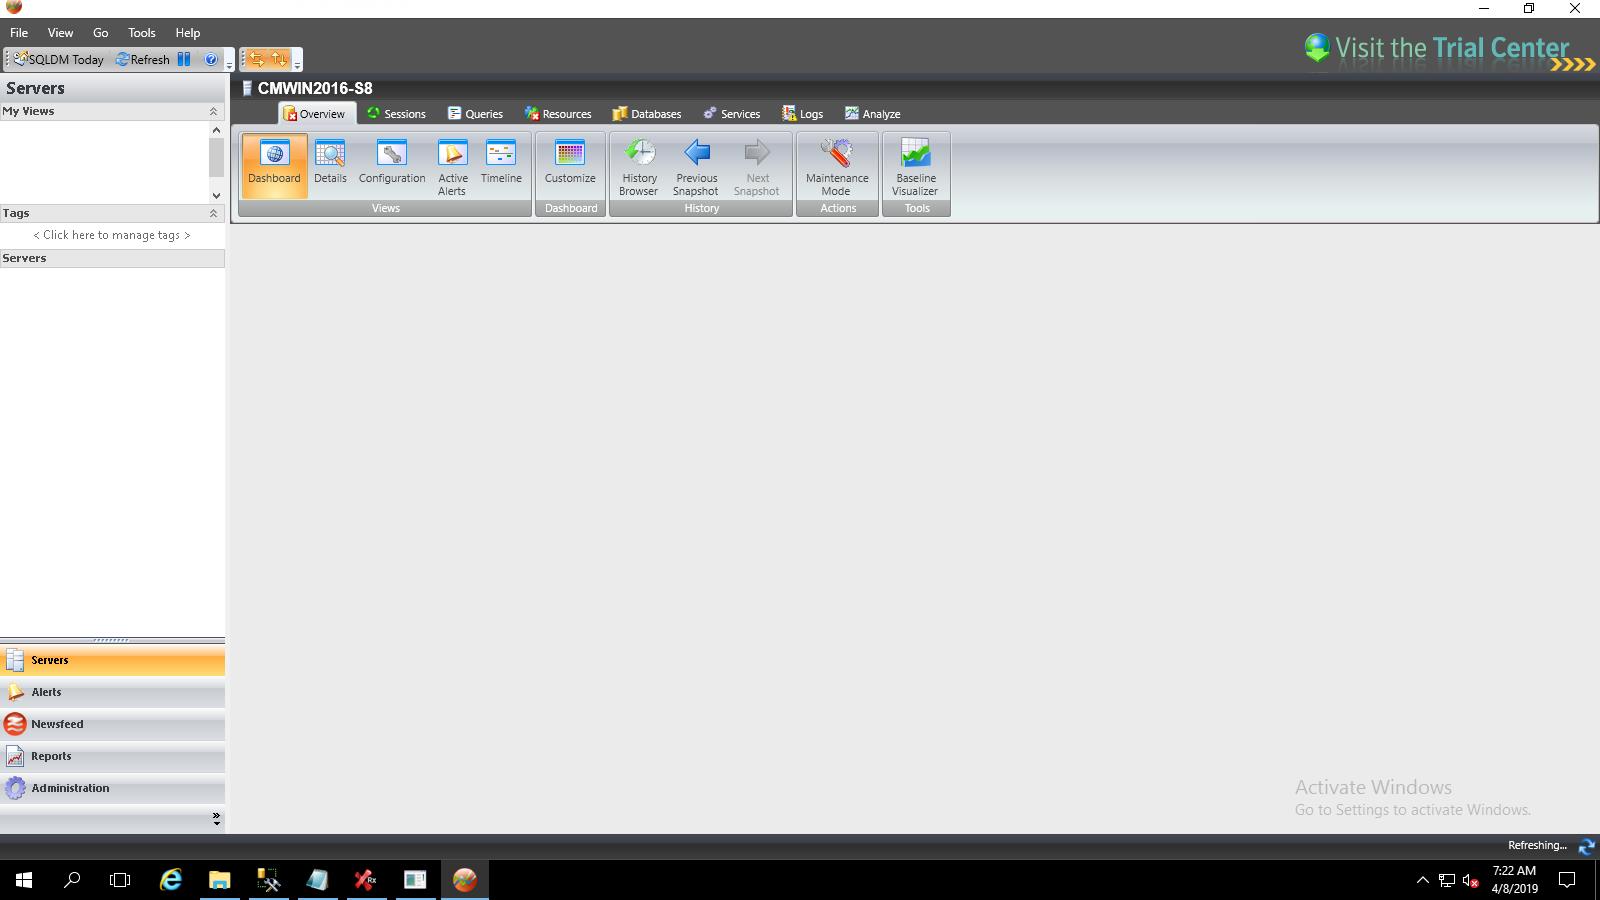 File View Go Tools Help
Visit the Trial Center
SQLDM Today Refresh
Servers
CMWIN2016-S8
My Views
Overview Sessions Queries Resources Databases Services Logs Analyze
Dashboard Details Configuration Active Alerts Timeline Customize History Browser Previous Snapshot Next Snapshot Maintenance Mode Baseline Visualizer
Views Dashboard History Actions Tools
Tags
< Click here to manage tags >
Servers
Servers
Alerts
Newsfeed
Reports
Administration
Activate Windows
Go to Settings to activate Windows.
Refreshing...
Rx
7:22 AM
4/8/2019